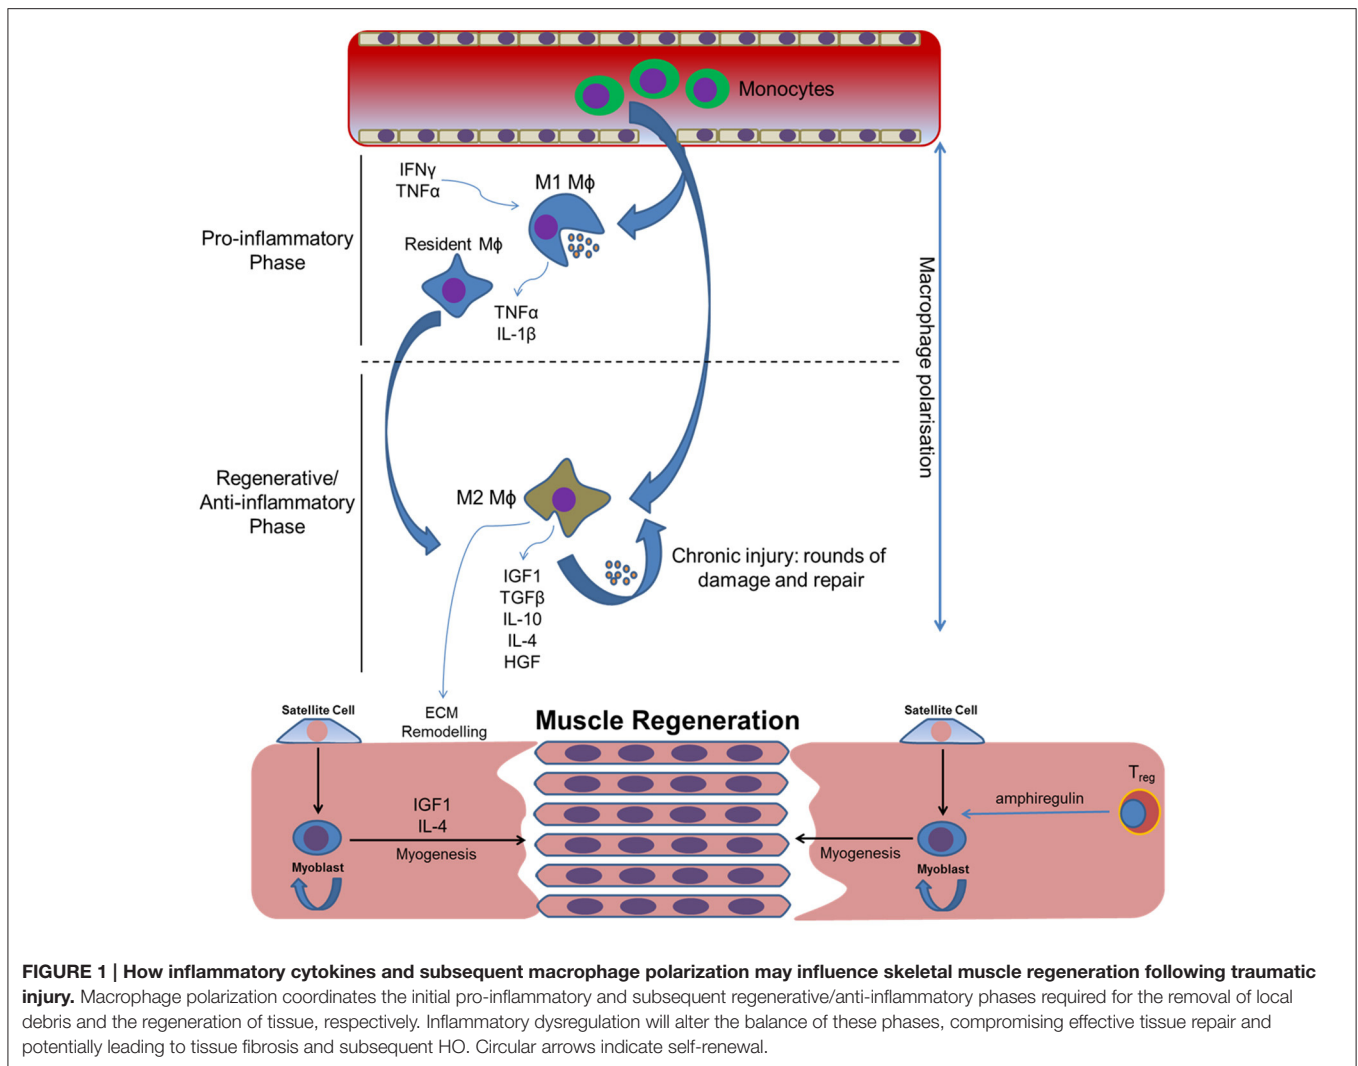 Monocytes
IFNγ
TNFα
M1 Mϕ
Pro-inflammatory
Phase
Resident Mϕ
TNFα
IL-1β
Macrophage polarisation
Regenerative/
Anti-inflammatory
Phase
M2 Mϕ
IGF1
TGFβ
IL-10
IL-4
HGF
Chronic injury: rounds of
damage and repair
Satellite Cell
ECM
Remodelling
Muscle Regeneration
Satellite Cell
Treg
amphiregulin
IGF1
IL-4
Myogenesis
Myoblast
Myogenesis
Myoblast
FIGURE 1 | How inflammatory cytokines and subsequent macrophage polarization may influence skeletal muscle regeneration following traumatic
injury. Macrophage polarization coordinates the initial pro-inflammatory and subsequent regenerative/anti-inflammatory phases required for the removal of local
debris and the regeneration of tissue, respectively. Inflammatory dysregulation will alter the balance of these phases, compromising effective tissue repair and
potentially leading to tissue fibrosis and subsequent HO. Circular arrows indicate self-renewal.